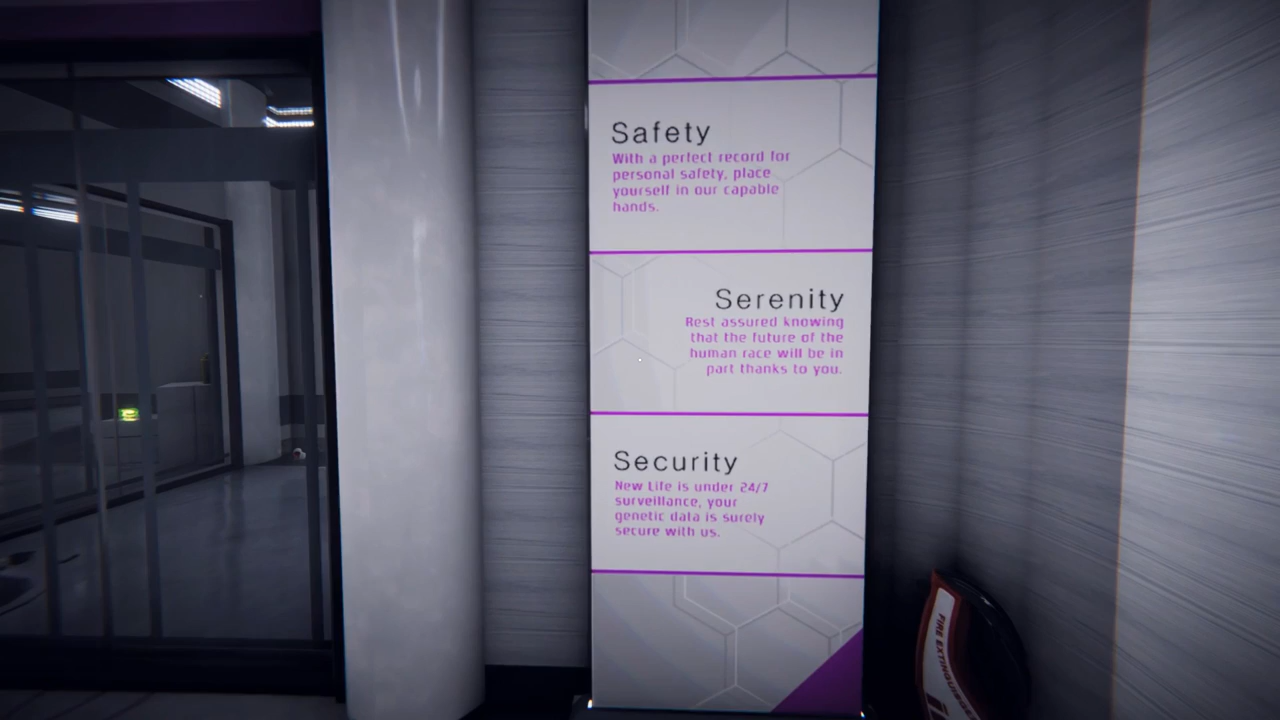 Safety
With a perfect record for
personal safety, place
yourself in our capable
hands.
Serenity
Rest assured knowing
that the future of the
human race will be in
part thanks to you.
Security
New Life is under 24/7
surveillance, your
genetic data is surely
secure with us.
FIRE EXTINGUISHER